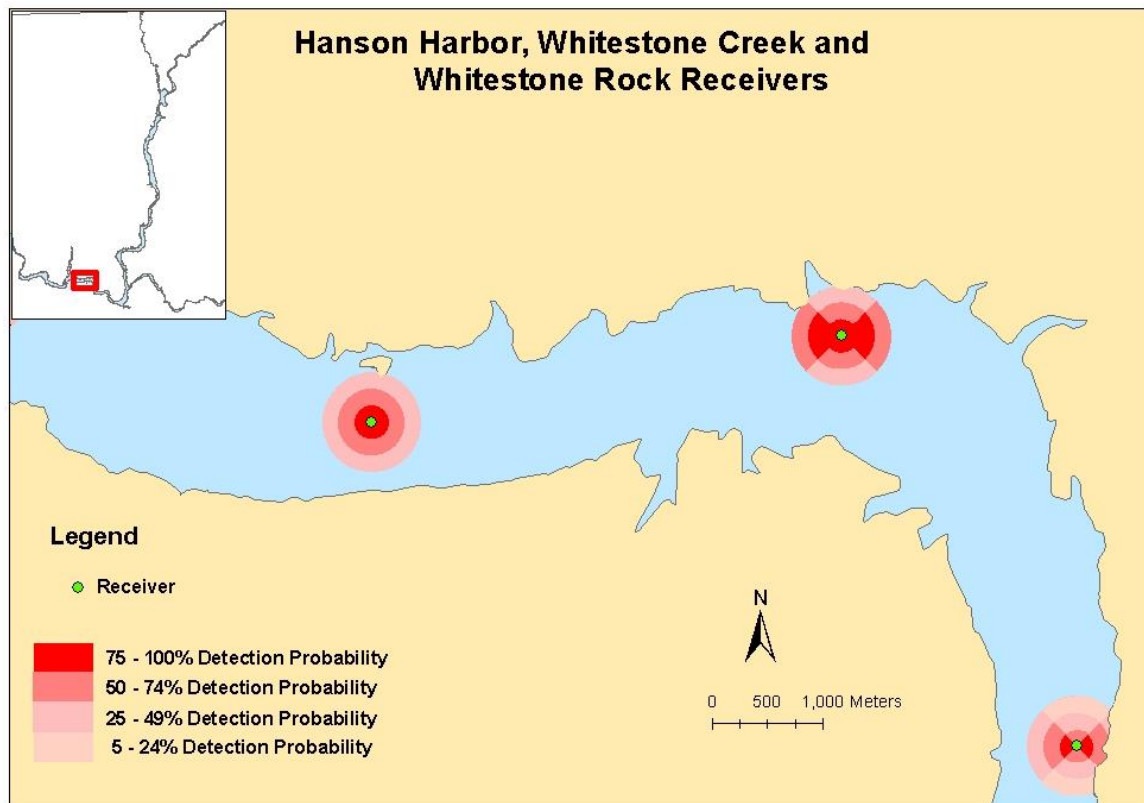 Hanson Harbor, Whitestone Creek and
Whitestone Rock Receivers
Legend
Receiver
75 - 100% Detection Probability
50 - 74% Detection Probability
25 - 49% Detection Probability
5 - 24% Detection Probability
N
0 500 1,000 Meters